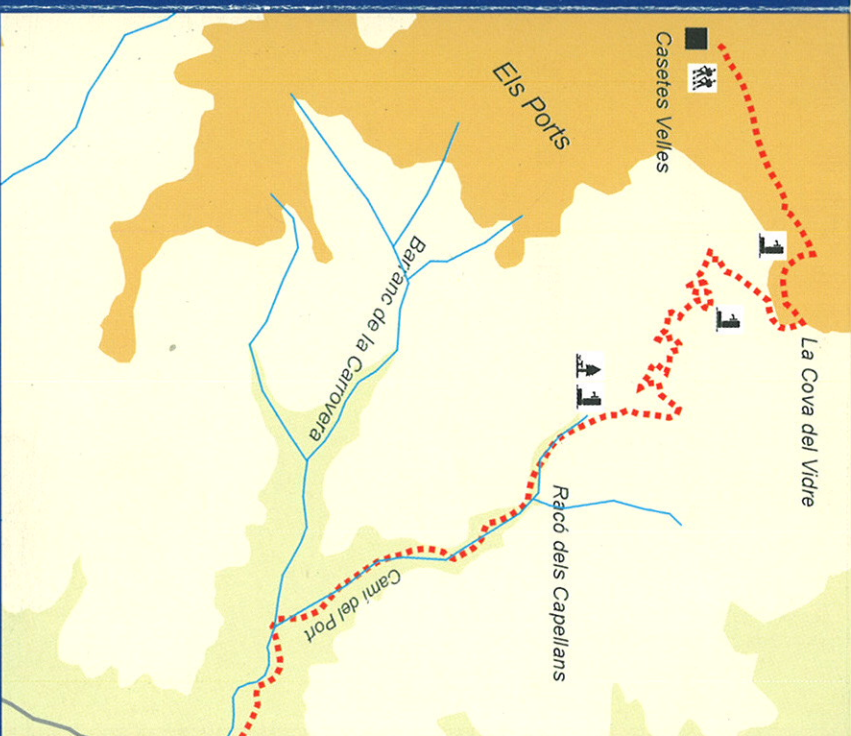 Casetes Velles
Els Ports
La Cova del Vidre
Barranc de la Carrovera
Racó dels Capellans
Camí del Port